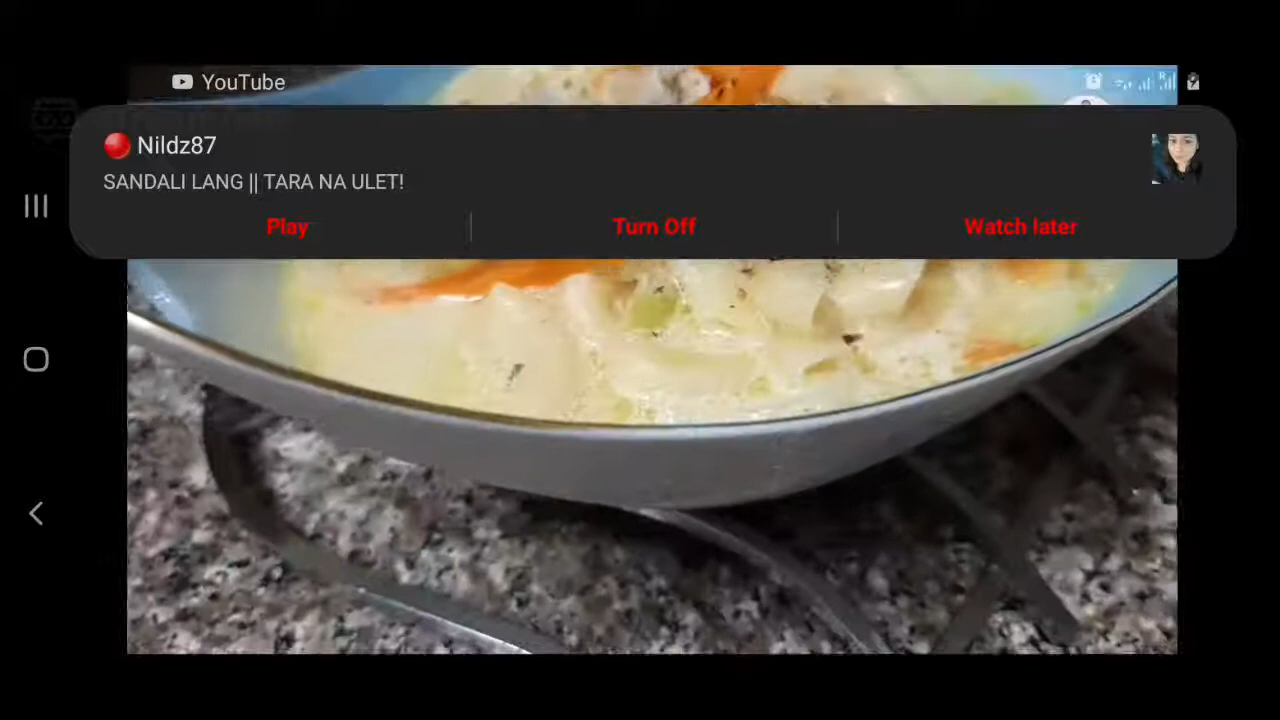 YouTube
Nildz87
SANDALI LANG || TARA NA ULET!
Play
Turn Off
Watch later